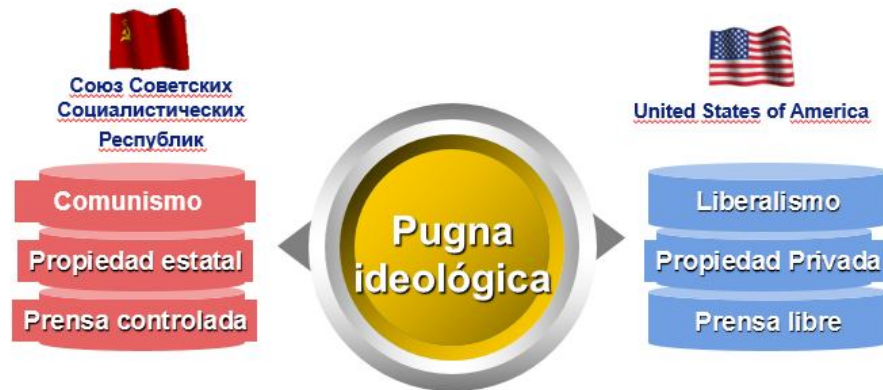 Союз Советских
Социалистических
Республик
Comunismo
Propiedad estatal
Prensa controlada
Pugna
ideológica
United States of America
Liberalismo
Propiedad Privada
Prensa libre